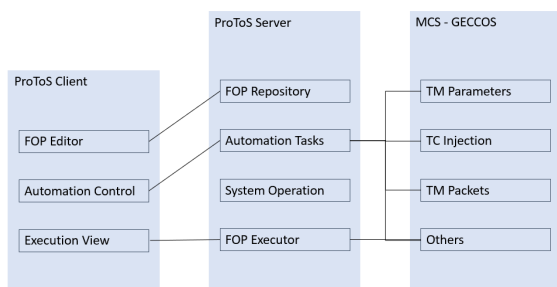 ProToS Client
FOP Editor
Automation Control
Execution View
ProToS Server
FOP Repository
Automation Tasks
System Operation
FOP Executor
MCS - GECCOS
TM Parameters
TC Injection
TM Packets
Others